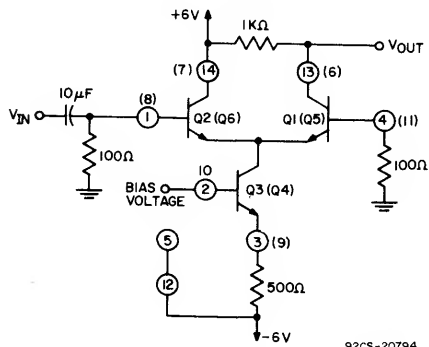 +6V
1KΩ
VOUT
(7) 14
13 (6)
10μF
VIN
(8)
1
Q2(Q6)
Q1(Q5)
4 (11)
100Ω
100Ω
10
BIAS VOLTAGE
2
Q3(Q4)
5
3 (9)
12
500Ω
-6V
92CS-20794